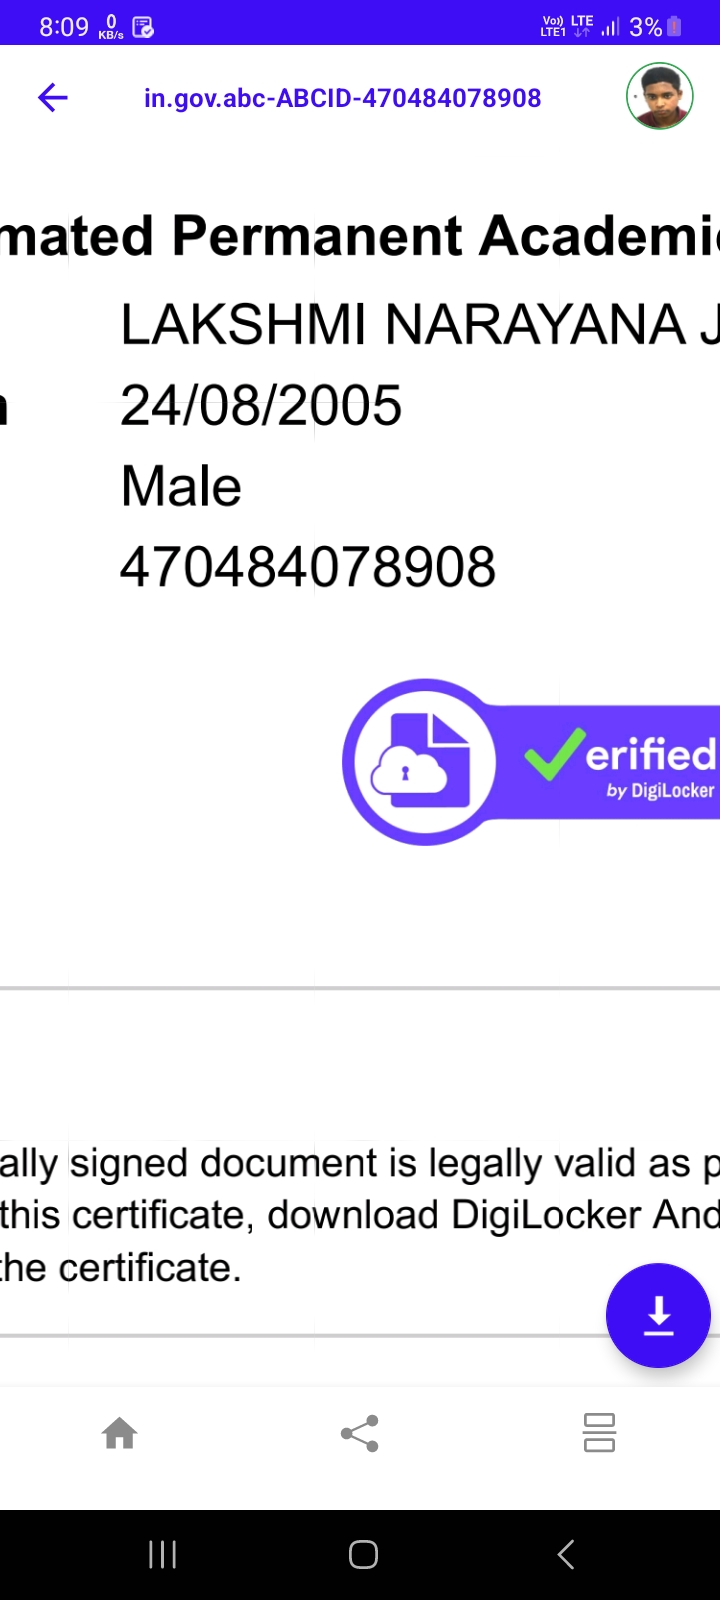 8:09 0 KB/s Vo)) LTE1 LTE 3%
in.gov.abc-ABCID-470484078908
mated Permanent Academi
LAKSHMI NARAYANA J
24/08/2005
Male
470484078908
erified
by DigiLocker
ally signed document is legally valid as p
this certificate, download DigiLocker And
the certificate.